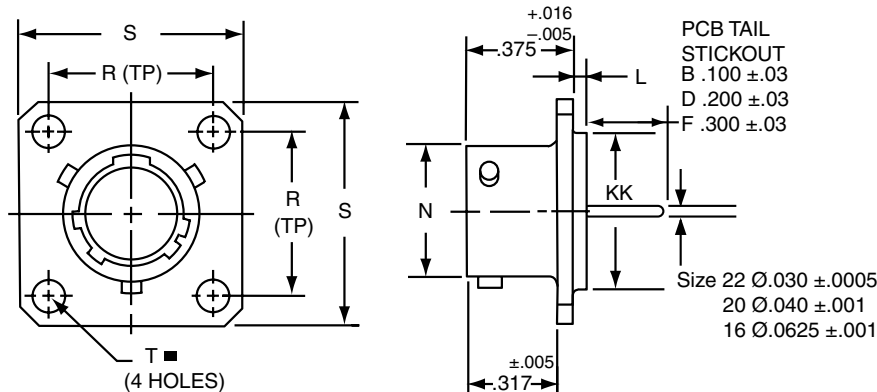 S
R (TP)
R
(TP)
S
T ■
(4 HOLES)
+.016
–.005
.375
L
PCB TAIL
STICKOUT
B .100 ±.03
D .200 ±.03
F .300 ±.03
N
KK
Size 22 Ø.030 ±.0005
20 Ø.040 ±.001
16 Ø.0625 ±.001
±.005
.317